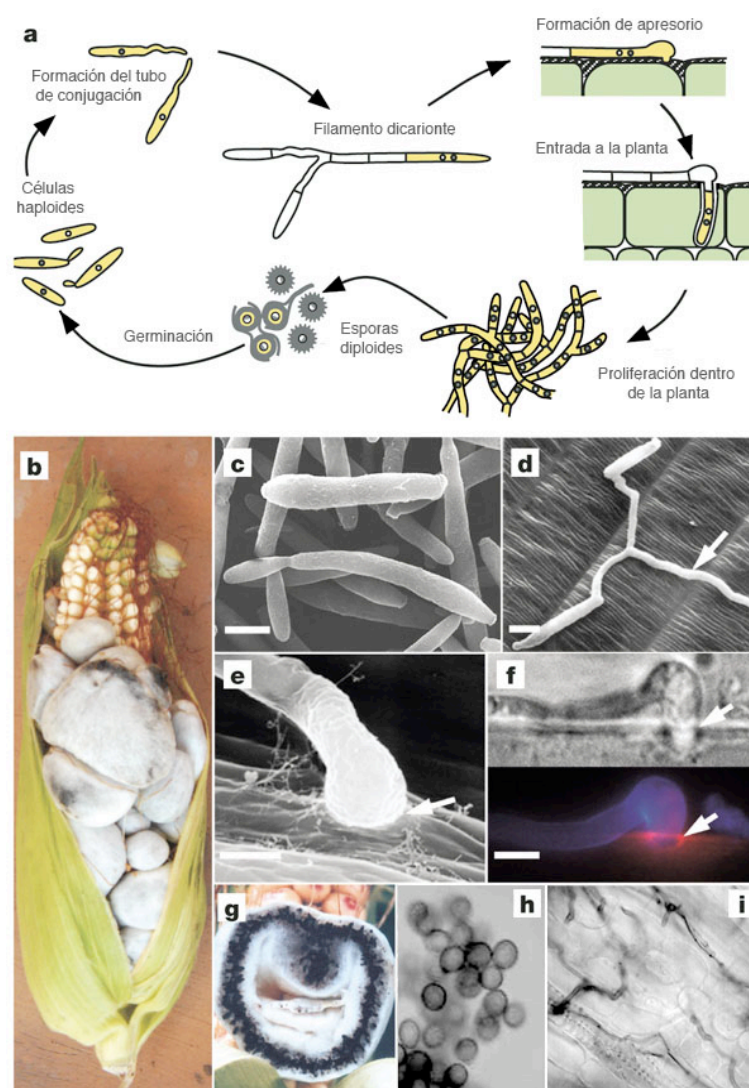 a
Formación del tubo
de conjugación
Formación de apresorio
Filamento dicarionte
Entrada a la planta
Células
haploides
Esporas
diploides
Germinación
Proliferación dentro
de la planta
b
c
d
e
f
g
h
i